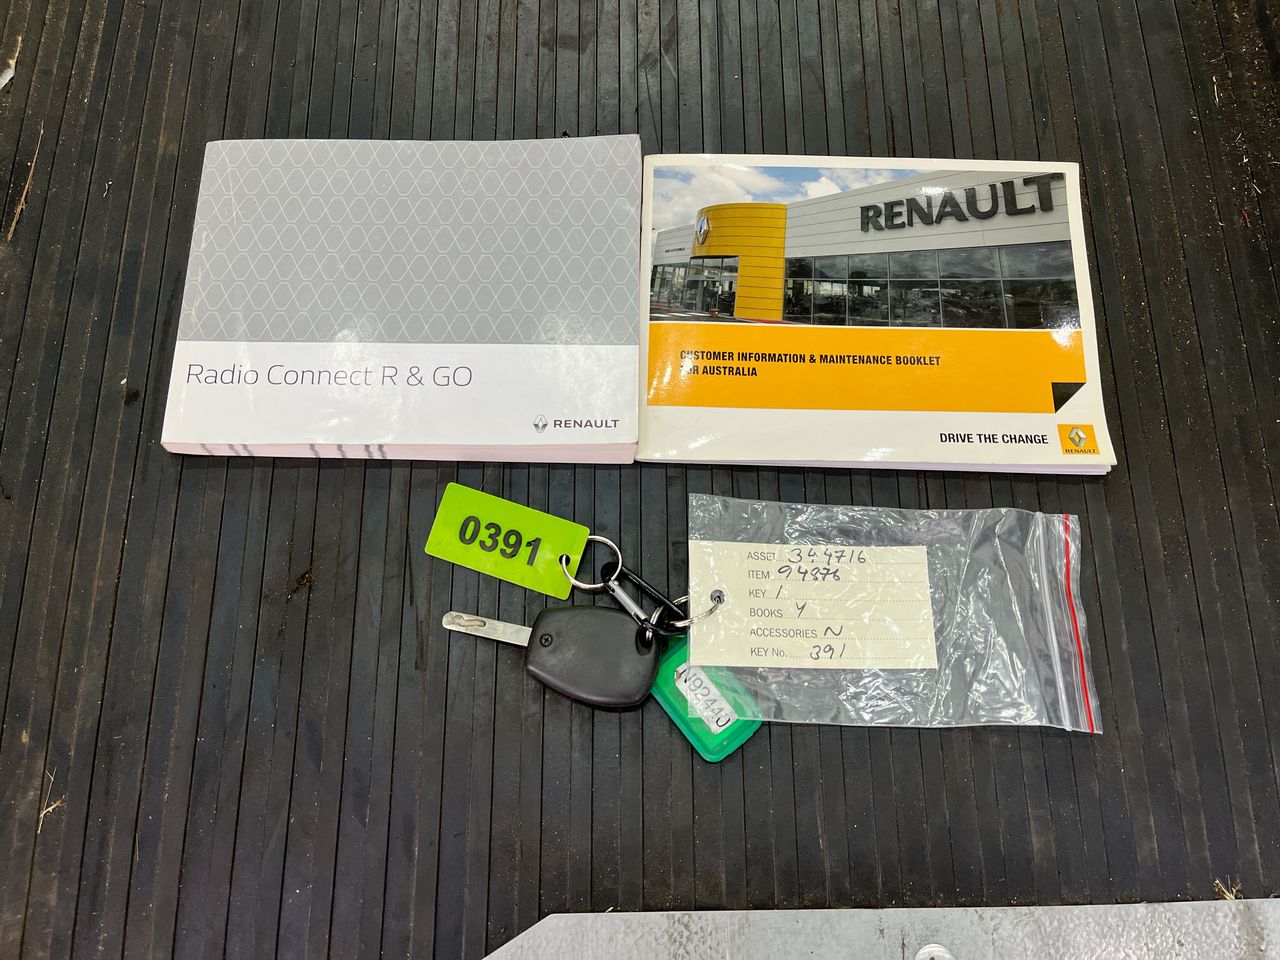 Radio Connect R & GO
RENAULT
RENAULT
CUSTOMER INFORMATION & MAINTENANCE BOOKLET
FOR AUSTRALIA
DRIVE THE CHANGE
RENAULT
0391
ASSET 344716
ITEM 94376
KEY 1
BOOKS Y
ACCESSORIES N
KEY No. 391